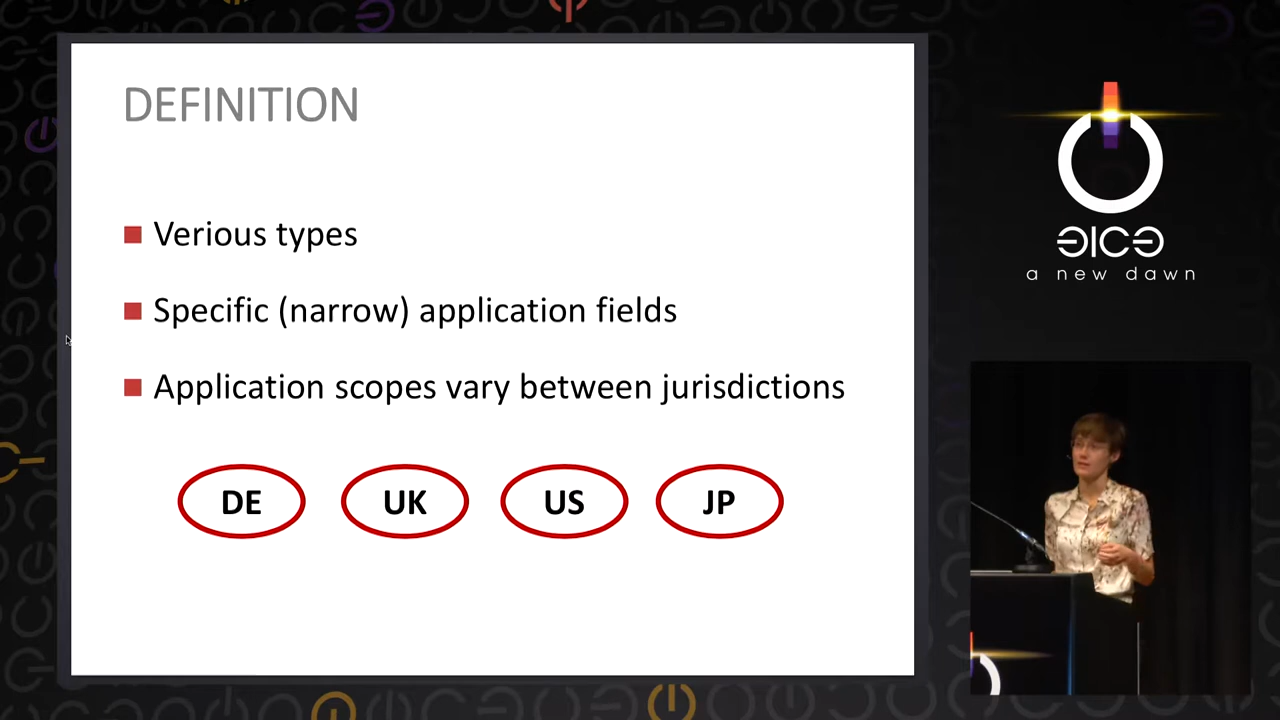 DEFINITION
Verious types
Specific (narrow) application fields
Application scopes vary between jurisdictions
DE UK US JP
a new dawn